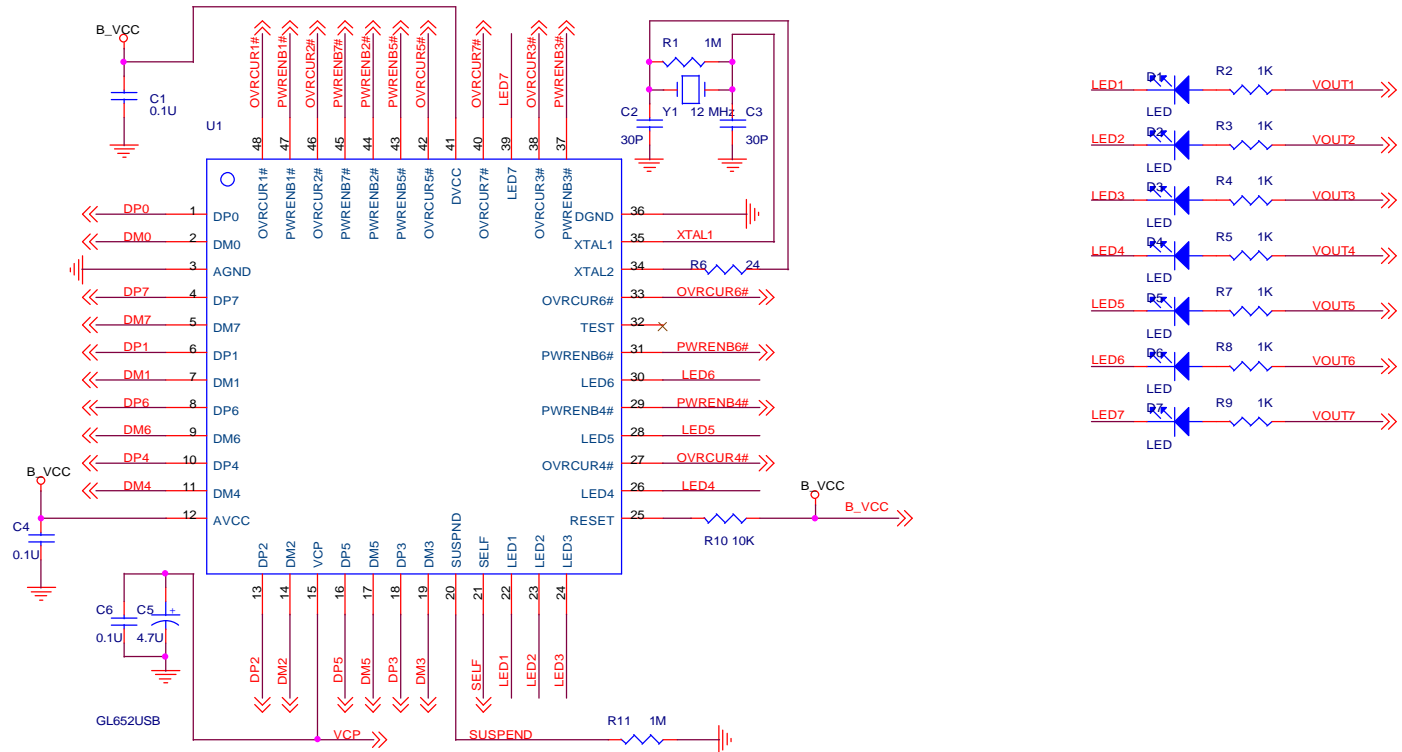 B_VCC
C1
0.1U
U1
OVRCUR1#
PWRENB1#
OVRCUR2#
PWRENB7#
PWRENB2#
PWRENB5#
OVRCUR5#
OVRCUR7#
LED7
OVRCUR3#
PWRENB3#
48
47
46
45
44
43
42
41
40
39
38
37
OVRCUR1#
PWRENB1#
OVRCUR2#
PWRENB7#
PWRENB2#
PWRENB5#
OVRCUR5#
DVCC
OVRCUR7#
LED7
OVRCUR3#
PWRENB3#
R1 1M
C2 Y1 12 MHz C3
30P 30P
DP0 1 DP0
DM0 2 DM0
3 AGND
DP7 4 DP7
DM7 5 DM7
DP1 6 DP1
DM1 7 DM1
DP6 8 DP6
DM6 9 DM6
DP4 10 DP4
DM4 11 DM4
12 AVCC
B_VCC
C4
0.1U
DGND 36
XTAL1 35 XTAL1
XTAL2 34 R6 24
OVRCUR6# 33 OVRCUR6#
TEST 32
PWRENB6# 31 PWRENB6#
LED6 30 LED6
PWRENB4# 29 PWRENB4#
LED5 28 LED5
OVRCUR4# 27 OVRCUR4#
LED4 26 LED4
RESET 25
R10 10K
B_VCC
B_VCC
DP2
DM2
VCP
DP5
DM5
DP3
DM3
SUSPND
SELF
LED1
LED2
LED3
13
14
15
16
17
18
19
20
21
22
23
24
DP2
DM2
DP5
DM5
DP3
DM3
SELF
LED1
LED2
LED3
C6 C5
+
0.1U 4.7U
GL652USB
VCP
SUSPEND
R11 1M
LED1 D1 R2 1K VOUT1
LED
LED2 D2 R3 1K VOUT2
LED
LED3 D3 R4 1K VOUT3
LED
LED4 D4 R5 1K VOUT4
LED
LED5 D5 R7 1K VOUT5
LED
LED6 D6 R8 1K VOUT6
LED
LED7 D7 R9 1K VOUT7
LED